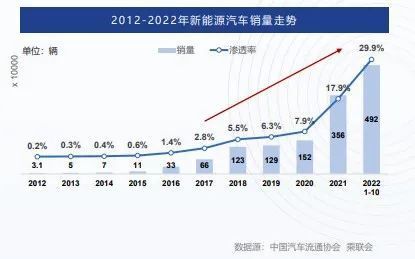 2012-2022年新能源汽车销量走势
单位：辆
销量 渗透率
x 10000
0.2% 0.3% 0.4% 0.6% 1.4% 2.8% 5.5% 6.3% 7.9% 17.9% 29.9%
3.1 5 7 11 33 66 123 129 152 356 492
2012 2013 2014 2015 2016 2017 2018 2019 2020 2021 2022
1-10
数据源：中国汽车流通协会 乘联会